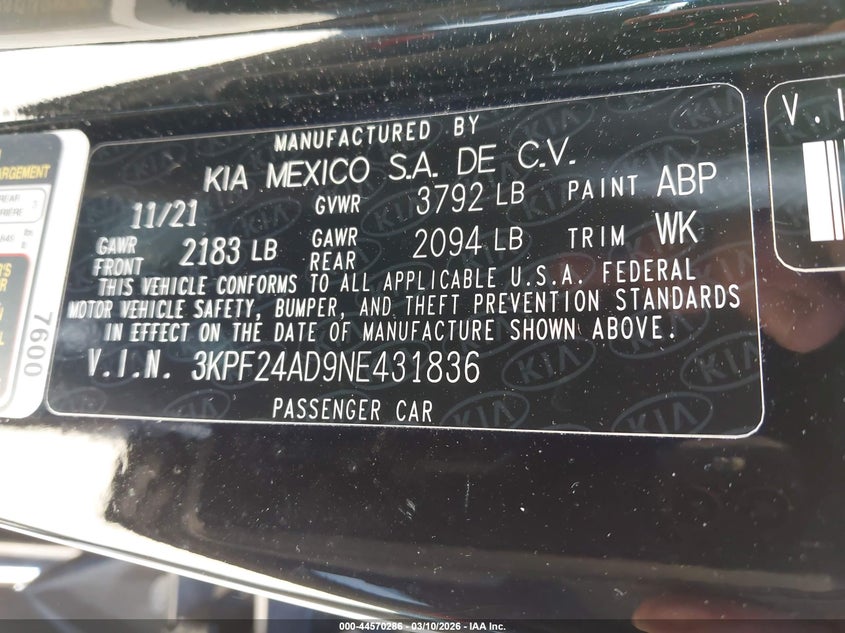 MANUFACTURED BY
KIA MEXICO S.A. DE C.V.
11/21 GVWR 3792 LB PAINT ABP
GAWR FRONT 2183 LB GAWR REAR 2094 LB TRIM WK
THIS VEHICLE CONFORMS TO ALL APPLICABLE U.S.A. FEDERAL
MOTOR VEHICLE SAFETY, BUMPER, AND THEFT PREVENTION STANDARDS
IN EFFECT ON THE DATE OF MANUFACTURE SHOWN ABOVE.
V.I.N. 3KPF24AD9NE431836
PASSENGER CAR
7600
V.I
000-44570286 - 03/10/2026 - IAA Inc.